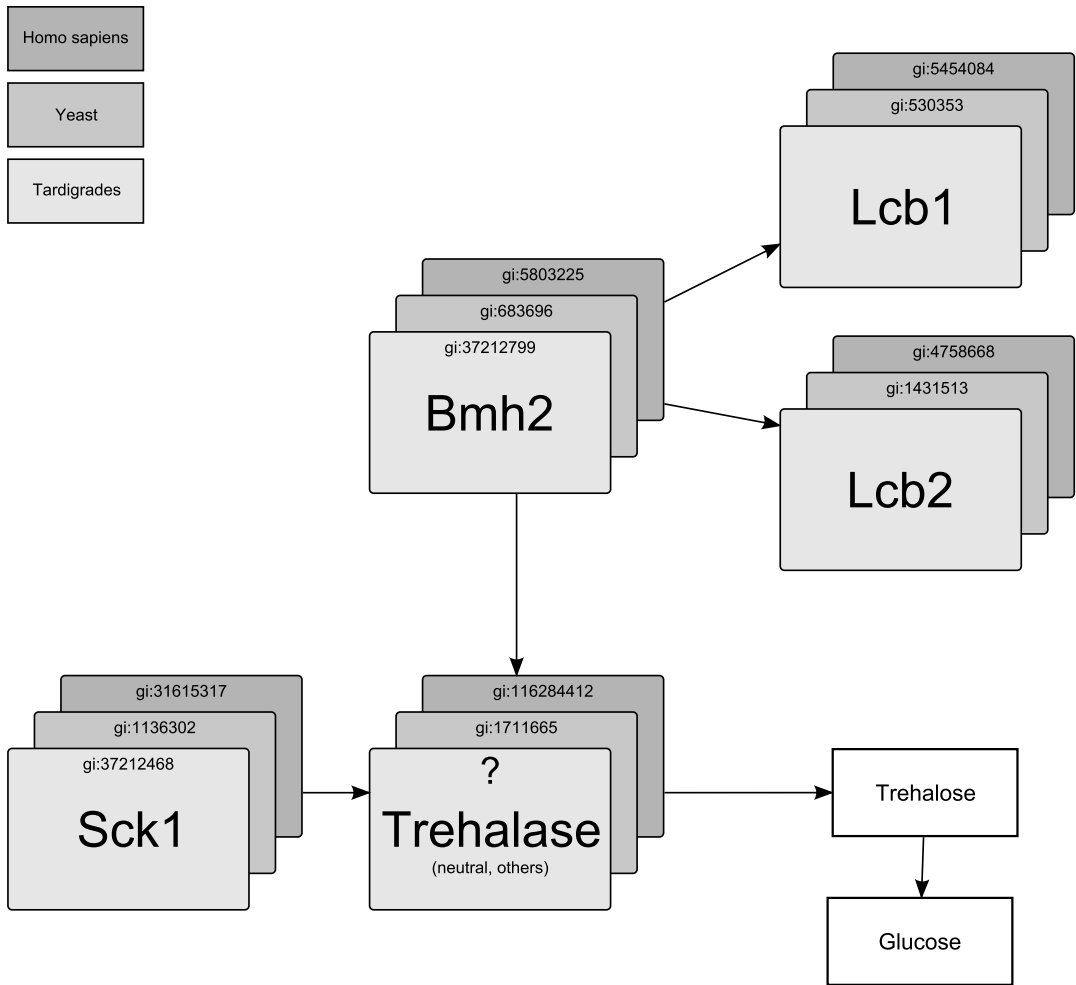 Homo sapiens
Yeast
Tardigrades
gi:5454084
gi:530353
Lcb1
gi:5803225
gi:683696
gi:37212799
Bmh2
gi:4758668
gi:1431513
Lcb2
gi:31615317
gi:1136302
gi:37212468
Sck1
gi:116284412
gi:1711665
?
Trehalase
(neutral, others)
Trehalose
Glucose